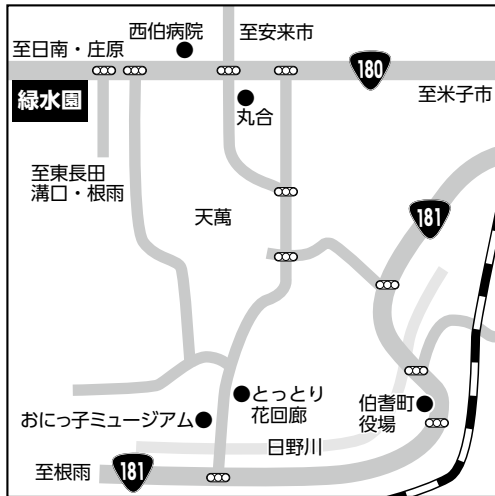 西伯病院
至安来市
至日南・庄原
180
緑水園
丸合
至米子市
至東長田
溝口・根雨
天萬
181
とっとり
花回廊
伯耆町
役場
おにっ子ミュージアム
日野川
至根雨
181